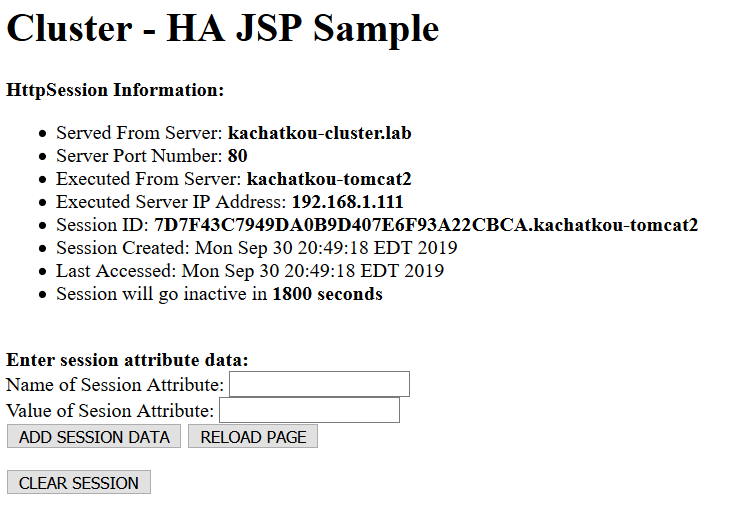 Cluster - HA JSP Sample
HttpSession Information:
Served From Server: kachatkou-cluster.lab
Server Port Number: 80
Executed From Server: kachatkou-tomcat2
Executed Server IP Address: 192.168.1.111
Session ID: 7D7F43C7949DA0B9D407E6F93A22CBCA.kachatkou-tomcat2
Session Created: Mon Sep 30 20:49:18 EDT 2019
Last Accessed: Mon Sep 30 20:49:18 EDT 2019
Session will go inactive in 1800 seconds
Enter session attribute data:
Name of Session Attribute:
Value of Sesion Attribute:
ADD SESSION DATA RELOAD PAGE
CLEAR SESSION